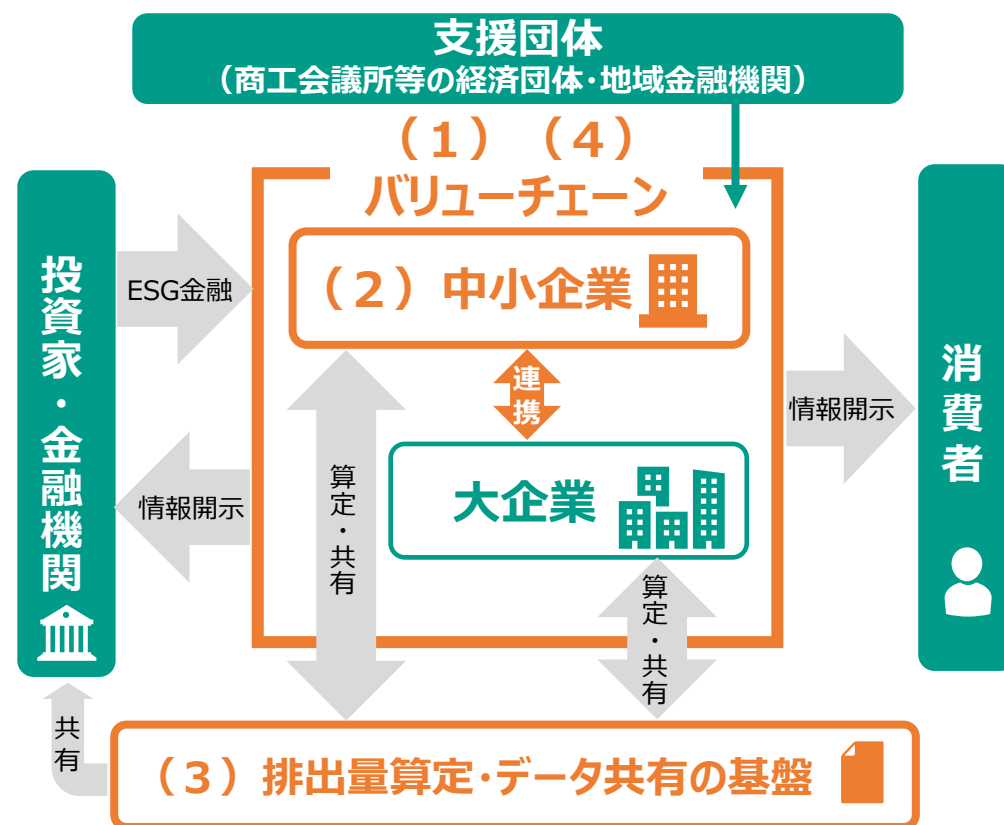 支援団体
（商工会議所等の経済団体・地域金融機関）
（１）（４）
バリューチェーン
投資家・金融機関
ESG金融
（２）中小企業
連携
消費者
情報開示
大企業
情報開示
算定・共有
算定・共有
共有
（３）排出量算定・データ共有の基盤